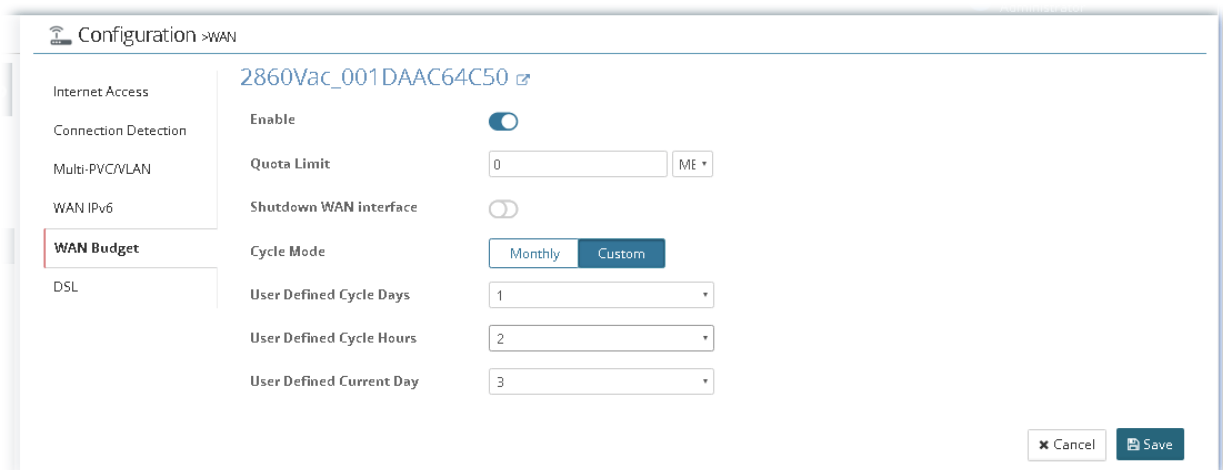 Configuration >WAN
Internet Access
Connection Detection
Multi-PVC/VLAN
WAN IPv6
WAN Budget
DSL
2860Vac_001DAAC64C50
Enable
Quota Limit 0 ME
Shutdown WAN interface
Cycle Mode Monthly Custom
User Defined Cycle Days 1
User Defined Cycle Hours 2
User Defined Current Day 3
Cancel Save